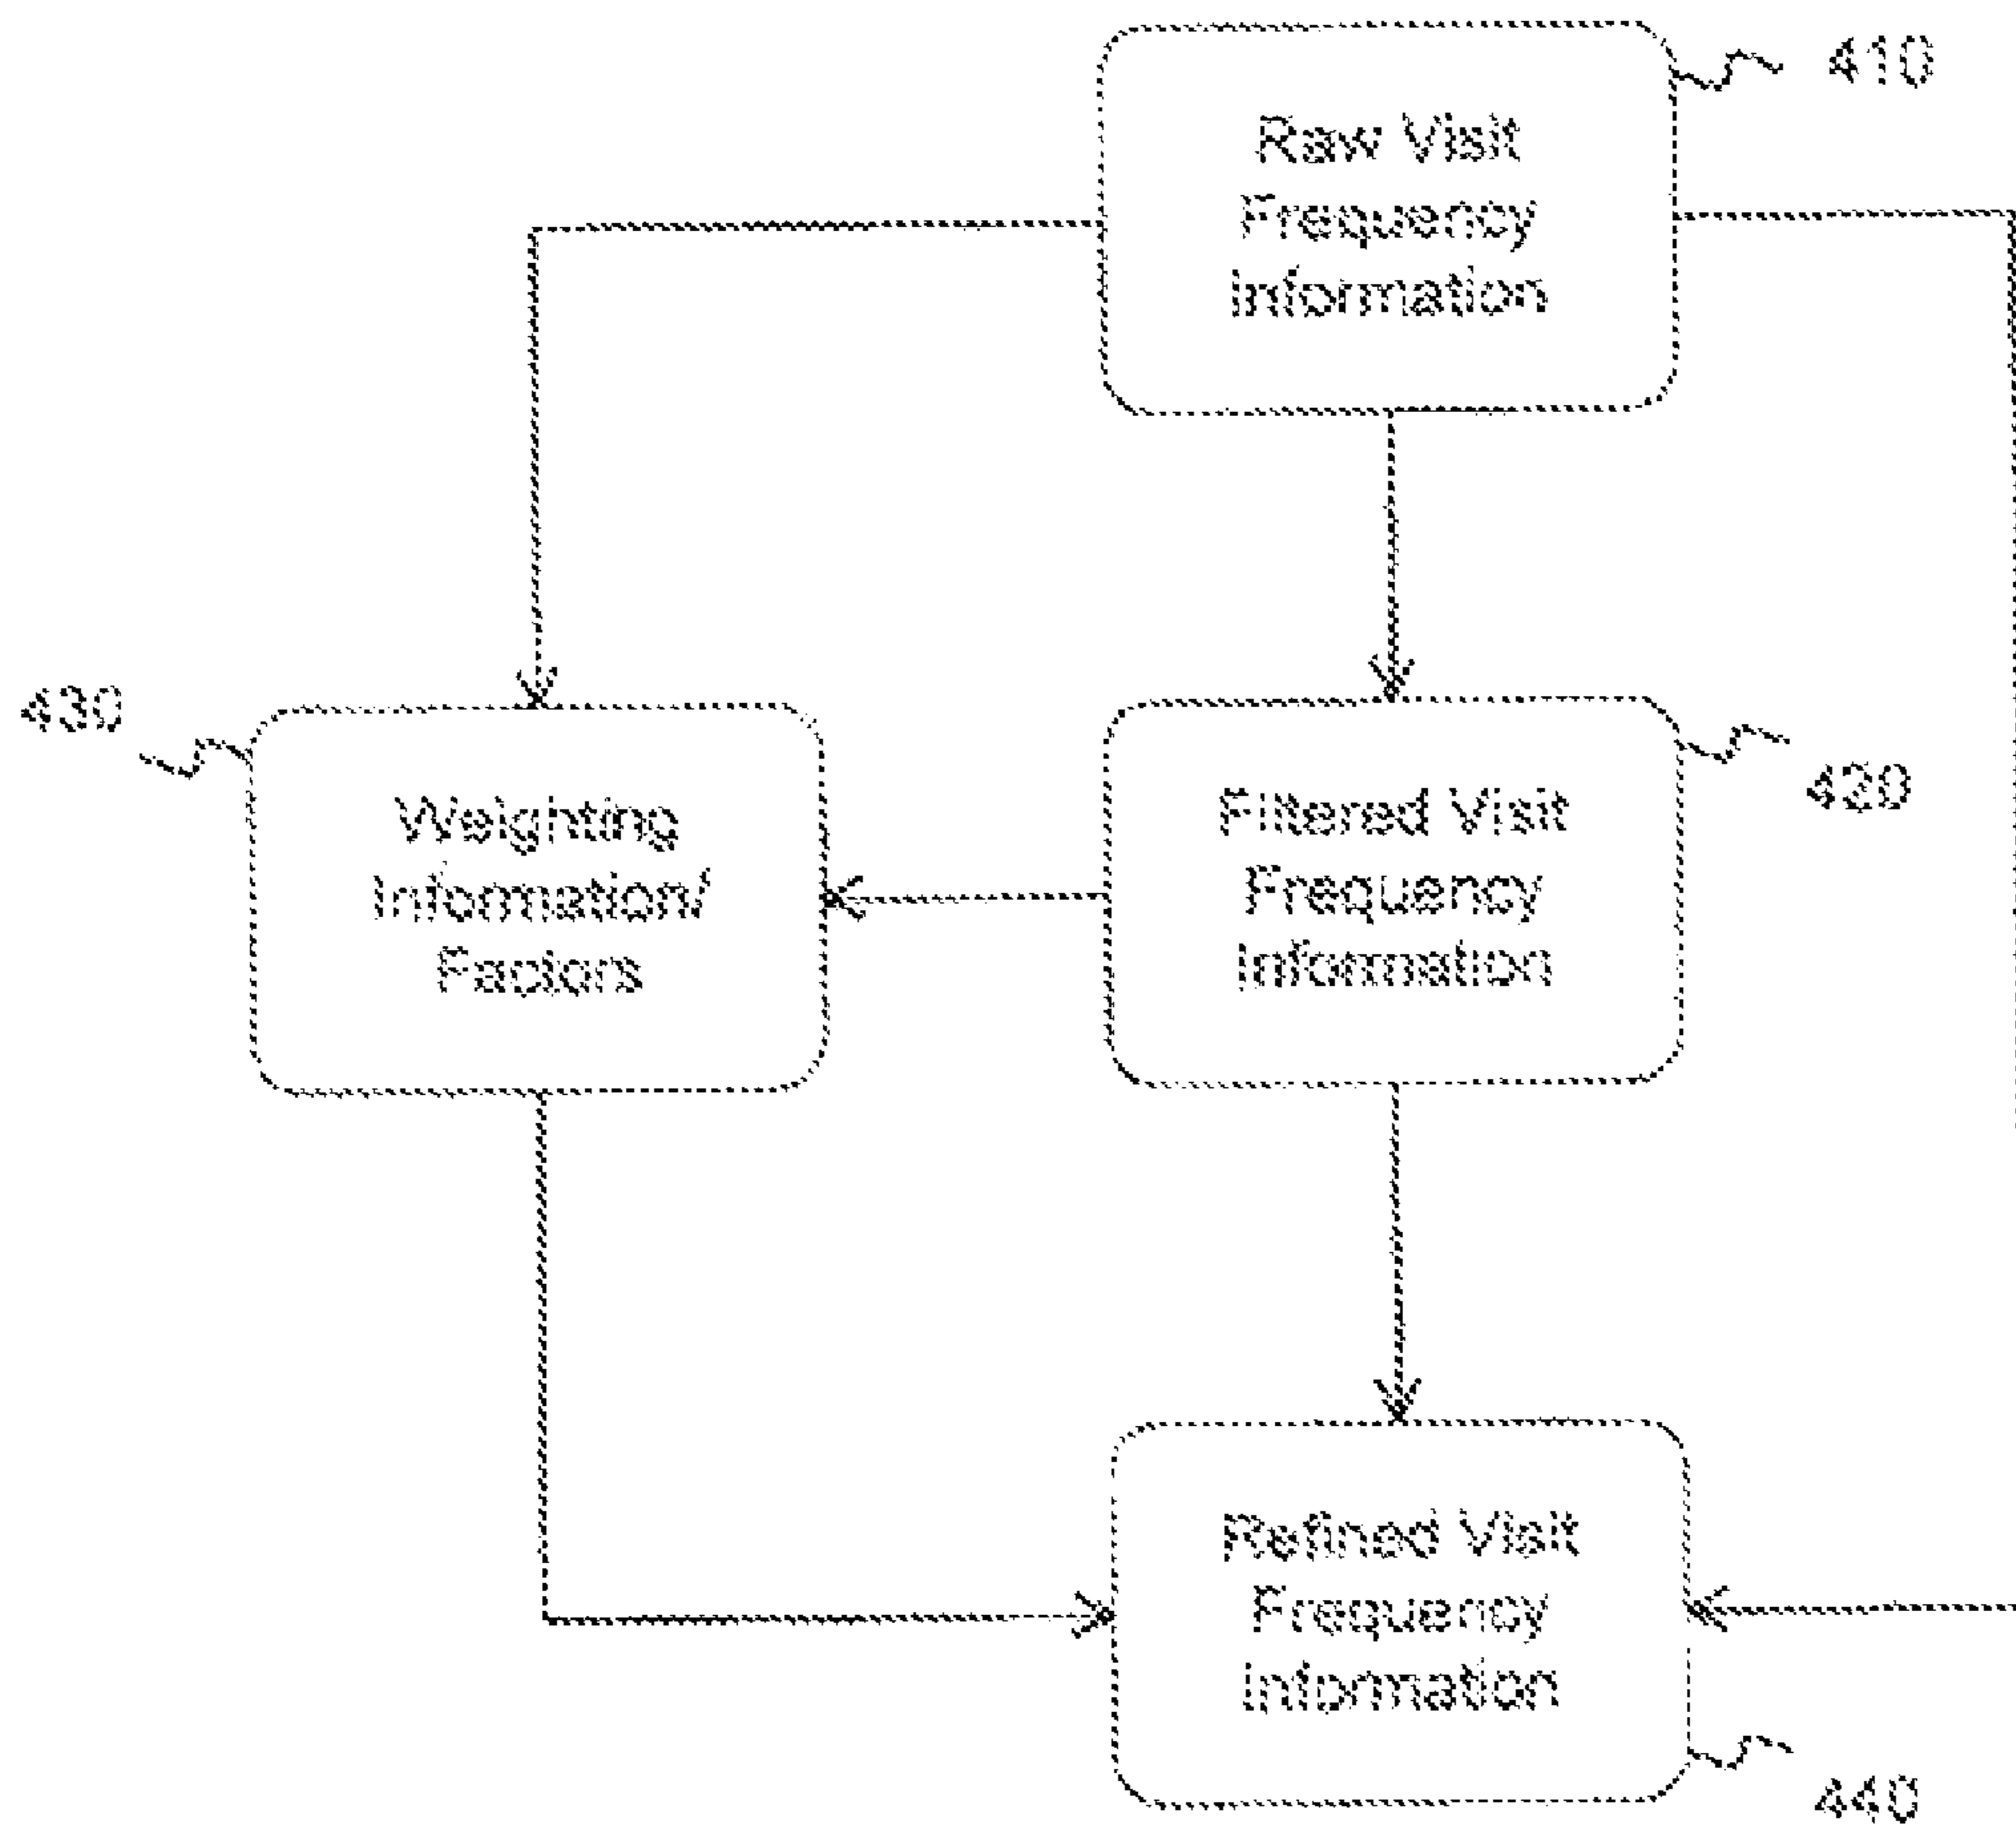 410
Raw Visit
Frequency
Information
430
Weighting
Information/
Factors
Filtered Visit
Frequency
Information
420
Refined Visit
Frequency
Information
440